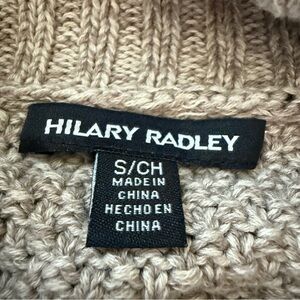 HILARY RADLEY
S/CH
MADE IN
CHINA
HECHO EN
CHINA